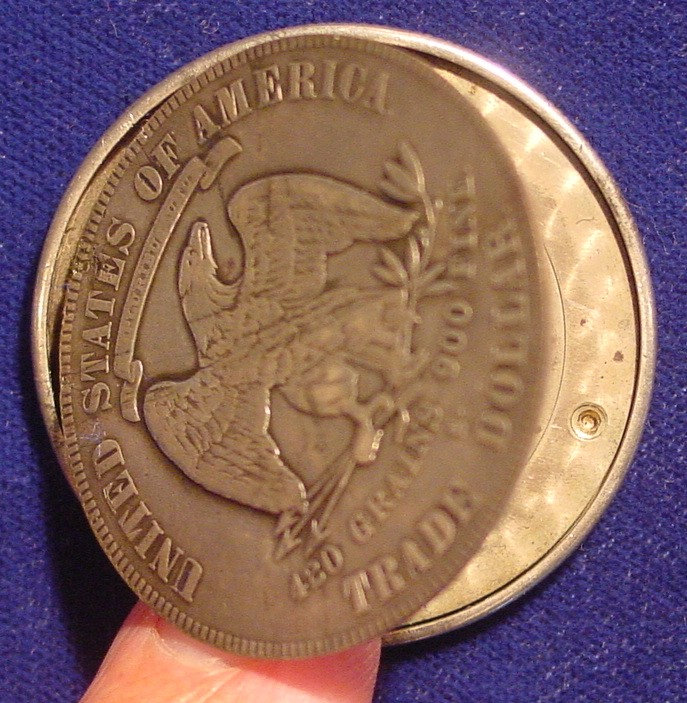 UNITED STATES OF AMERICA
420 GRAINS 900 FINE
TRADE DOLLAR